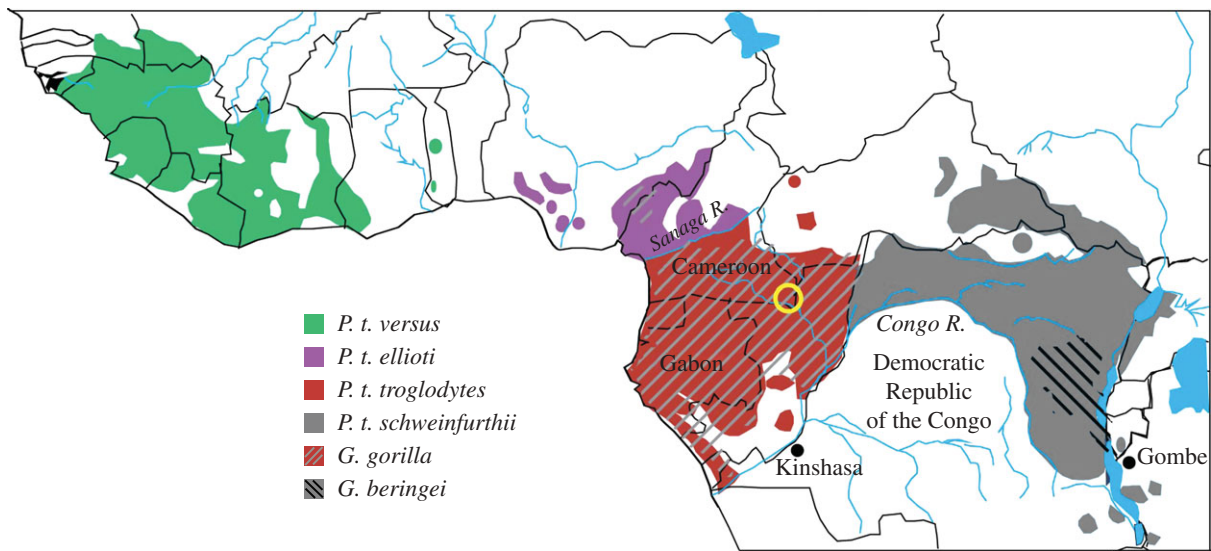 Sanaga R.
Cameroon
Gabon
Congo R.
Democratic
Republic
of the Congo
Kinshasa
Gombe
P. t. versus
P. t. ellioti
P. t. troglodytes
P. t. schweinfurthii
G. gorilla
G. beringei